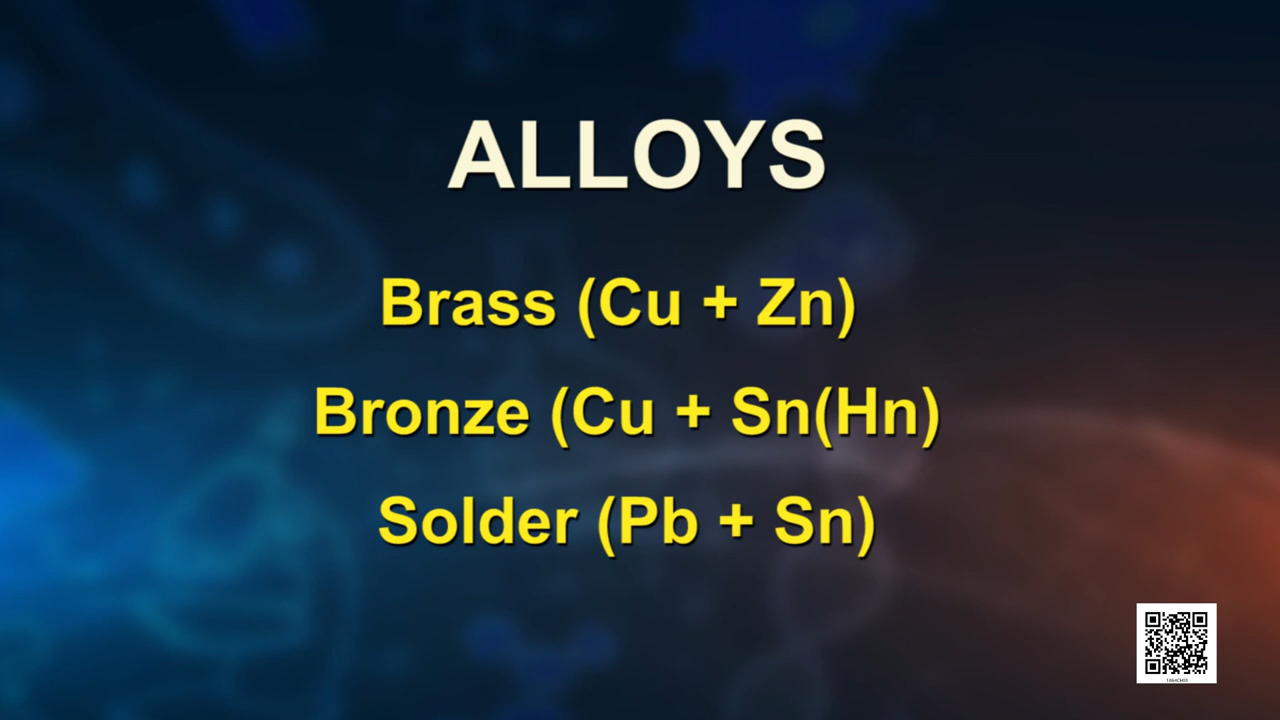 ALLOYS
Brass (Cu + Zn)
Bronze (Cu + Sn(Hn)
Solder (Pb + Sn)